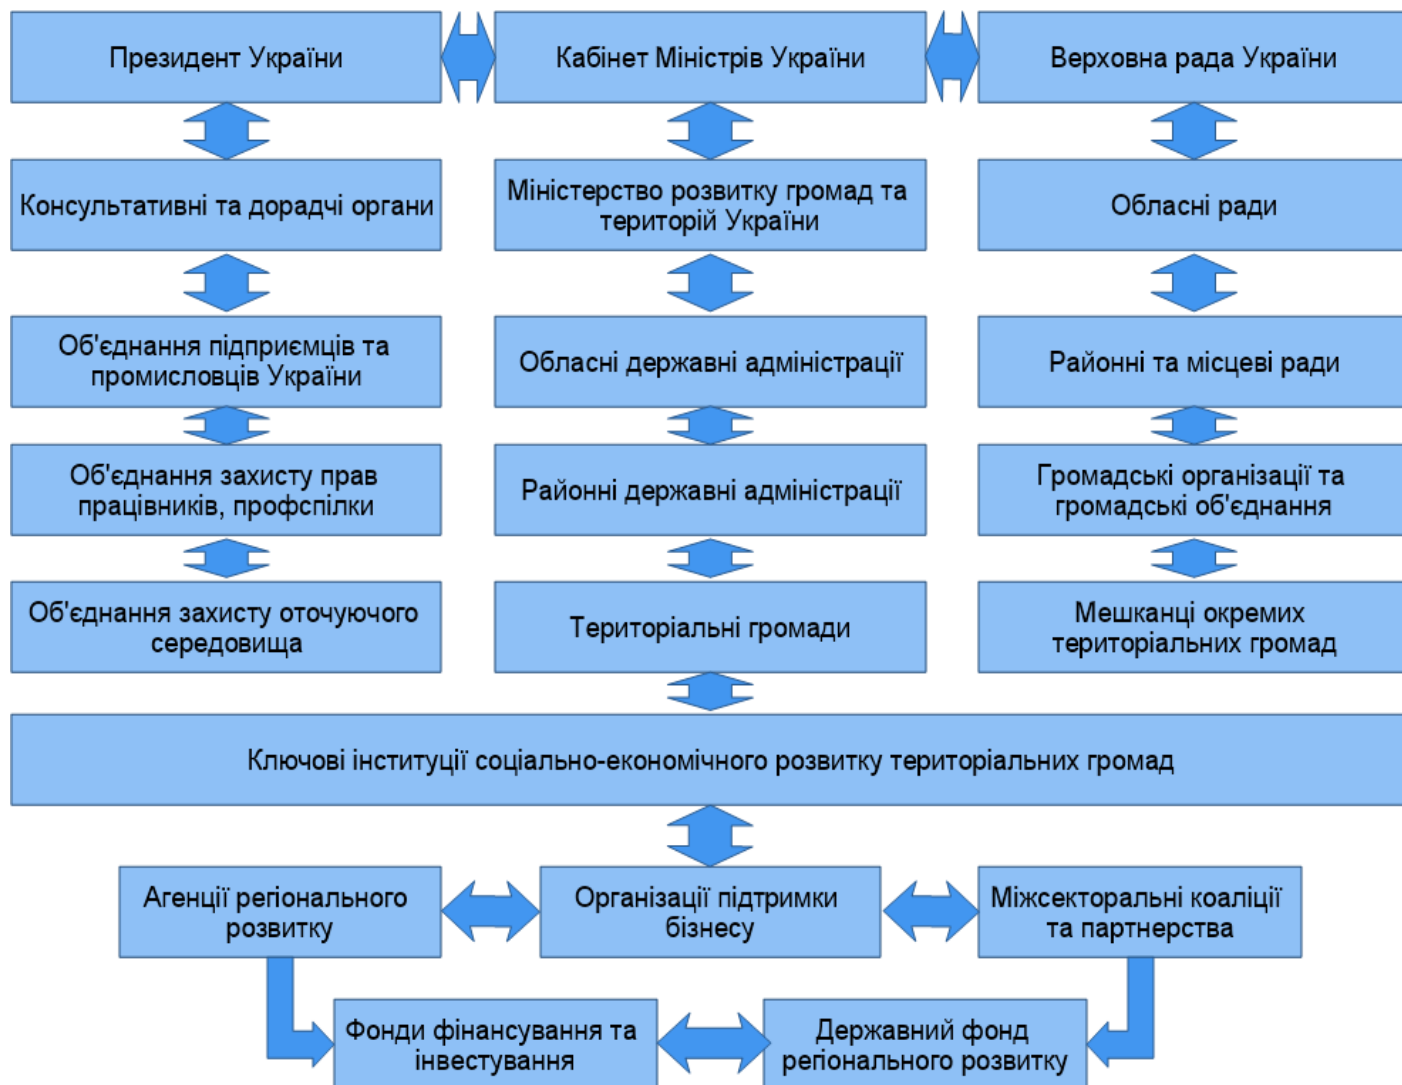 Президент України
Кабінет Міністрів України
Верховна рада України
Консультативні та дорадчі органи
Міністерство розвитку громад та
територій України
Обласні ради
Об'єднання підприємців та
промисловців України
Обласні державні адміністрації
Районні та місцеві ради
Об'єднання захисту прав
працівників, профспілки
Районні державні адміністрації
Громадські організації та
громадські об'єднання
Об'єднання захисту оточуючого
середовища
Територіальні громади
Мешканці окремих
територіальних громад
Ключові інституції соціально-економічного розвитку територіальних громад
Агенції регіонального
розвитку
Організації підтримки
бізнесу
Міжсекторальні коаліції
та партнерства
Фонди фінансування та
інвестування
Державний фонд
регіонального розвитку